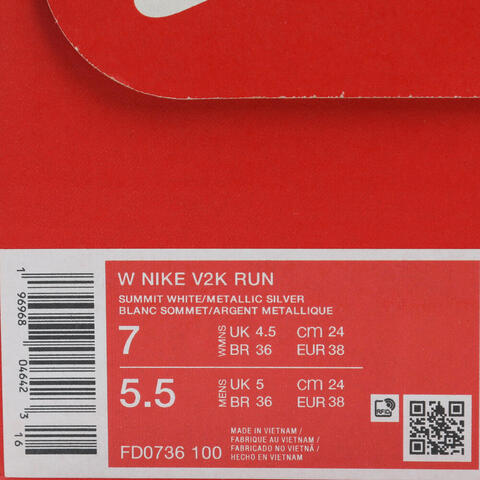 W NIKE V2K RUN
SUMMIT WHITE/METALLIC SILVER
BLANC SOMMET/ARGENT METALLIQUE
7 WMNS UK 4.5 cm 24
BR 36 EUR 38
5.5 MENS UK 5 cm 24
BR 36 EUR 38
RFID
FD0736 100
MADE IN VIETNAM /
FABRIQUE AU VIETNAM /
FABRICADO NO VIETNÃ /
HECHO EN VIETNAM
1 96968 04642 3 16